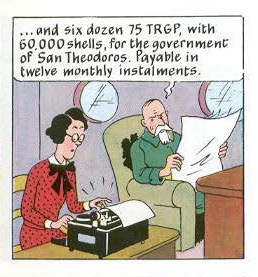 ...and six dozen 75 TRGP, with
60,000 shells, for the government
of San Theodoros. Payable in
twelve monthly instalments.